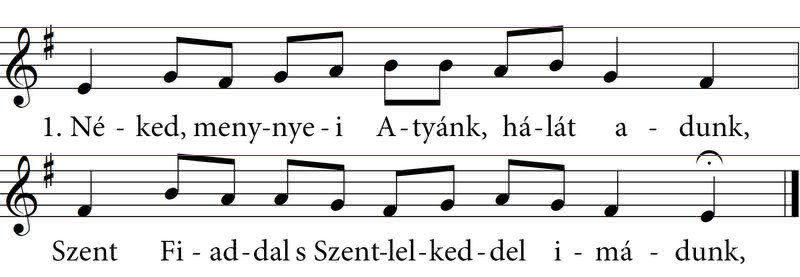 1. Né - ked, meny-nye-i A-tyánk, há-lát a - dunk,
Szent Fi - ad-dal s Szent-lel-ked-del i - má - dunk,